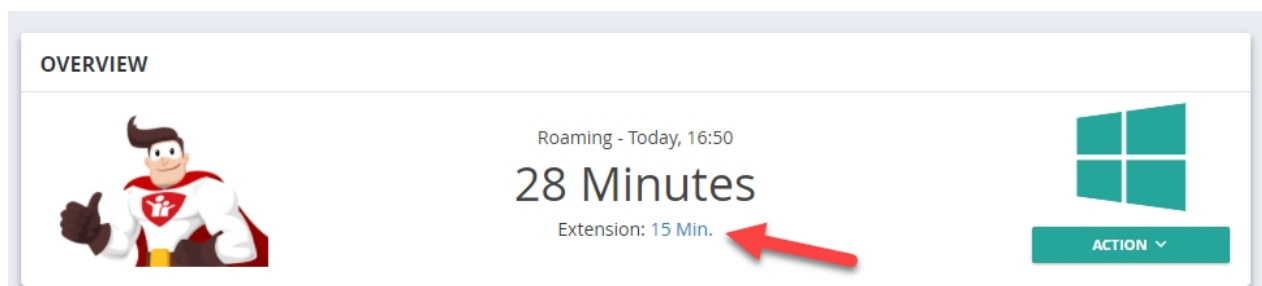 OVERVIEW
Roaming - Today, 16:50
28 Minutes
Extension: 15 Min.
ACTION